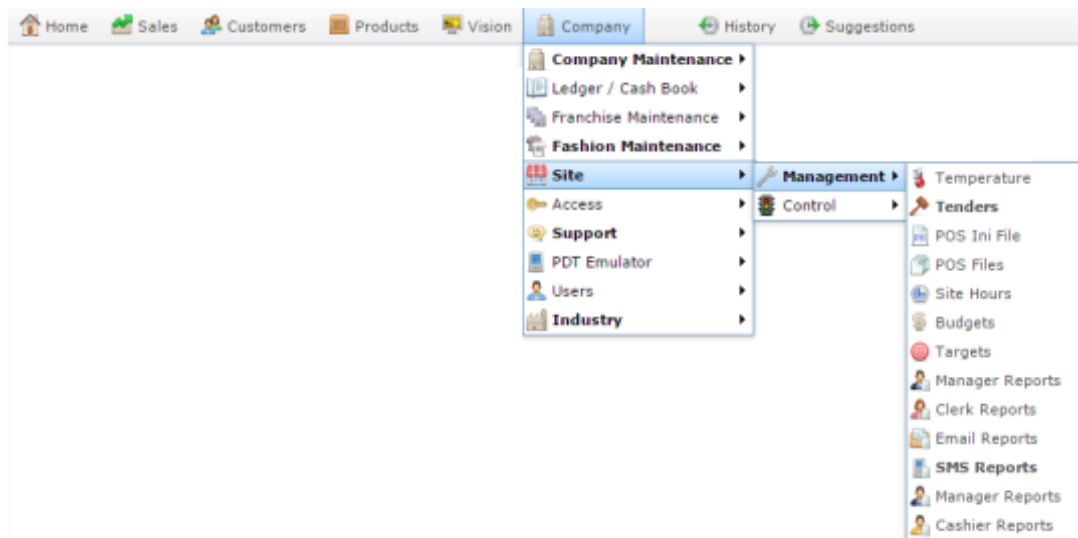 Home Sales Customers Products Vision Company History Suggestions
Company Maintenance
Ledger / Cash Book
Franchise Maintenance
Fashion Maintenance
Site
Access
Support
PDT Emulator
Users
Industry
Management
Control
Temperature
Tenders
POS Ini File
POS Files
Site Hours
Budgets
Targets
Manager Reports
Clerk Reports
Email Reports
SMS Reports
Manager Reports
Cashier Reports